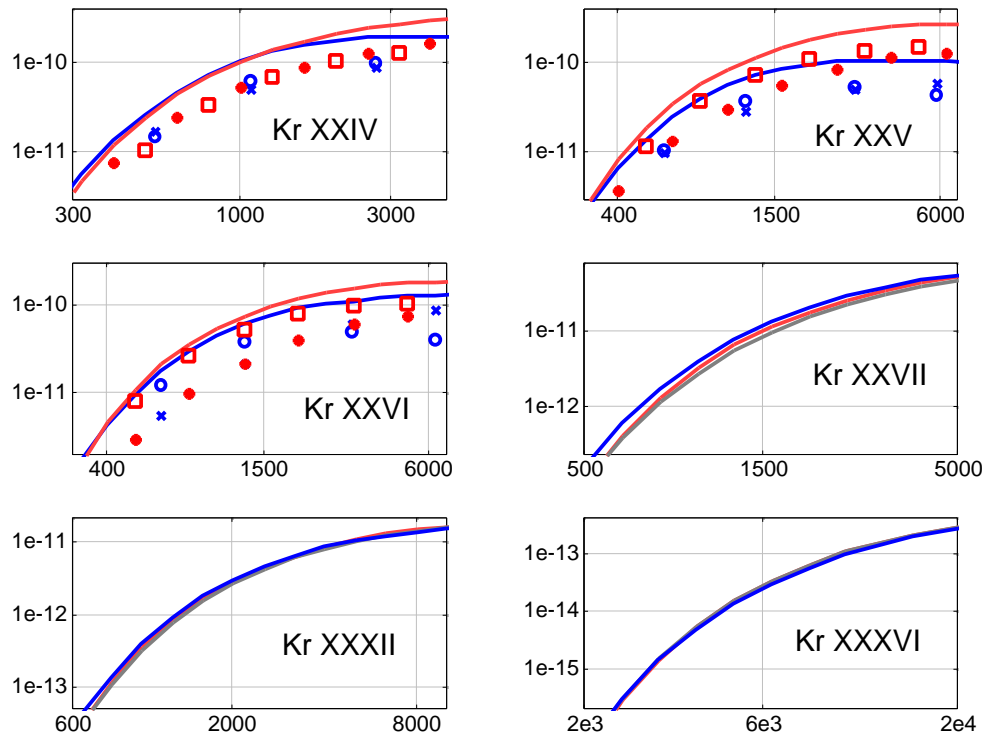 1e-10
1e-11
Kr XXIV
300
1000
3000
1e-10
1e-11
Kr XXV
400
1500
6000
1e-10
1e-11
Kr XXVI
400
1500
6000
1e-11
1e-12
Kr XXVII
500
1500
5000
1e-11
1e-12
1e-13
Kr XXXII
600
2000
8000
1e-13
1e-14
1e-15
Kr XXXVI
2e3
6e3
2e4